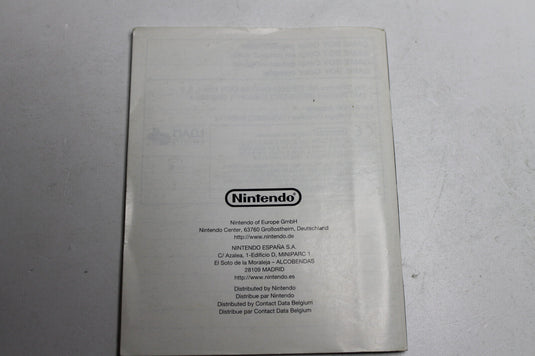 Nintendo
Nintendo of Europe GmbH
Nintendo Center, 63760 Großostheim, Deutschland
http://www.nintendo.de
NINTENDO ESPAÑA S.A.
C/ Azalea, 1-Edificio D, MINIPARC 1
El Soto de la Moraleja – ALCOBENDAS
28109 MADRID
http://www.nintendo.es
Distributed by Nintendo
Distribue par Nintendo
Distributed by Contact Data Belgium
Distribue par Contact Data Belgium